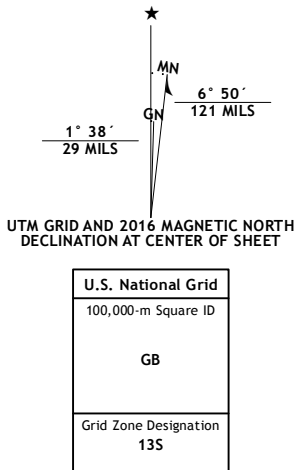 ★
MN
GN
6° 50´
121 MILS
1° 38´
29 MILS
UTM GRID AND 2016 MAGNETIC NORTH
DECLINATION AT CENTER OF SHEET
U.S. National Grid
100,000-m Square ID
GB
Grid Zone Designation
13S